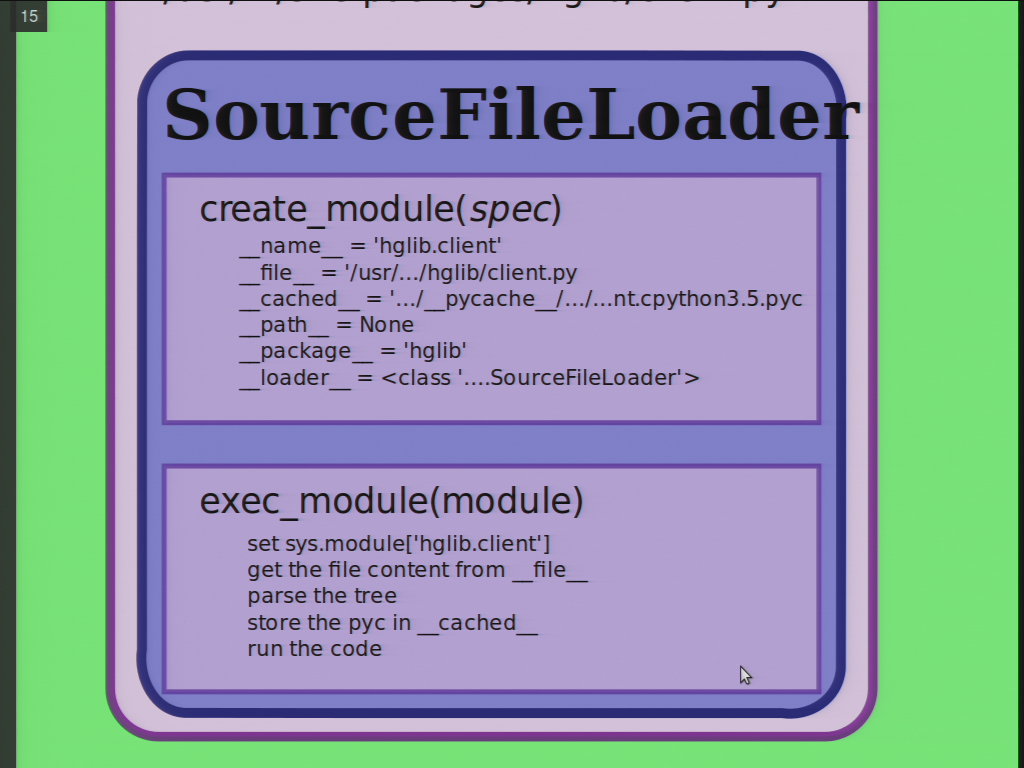 15
SourceFileLoader
create_module(spec)
__name__ = 'hglib.client'
__file__ = '/usr/.../hglib/client.py
__cached__ = '.../__pycache__/.../...nt.cpython3.5.pyc
__path__ = None
__package__ = 'hglib'
__loader__ = <class '....SourceFileLoader'>
exec_module(module)
set sys.module['hglib.client']
get the file content from __file__
parse the tree
store the pyc in __cached__
run the code